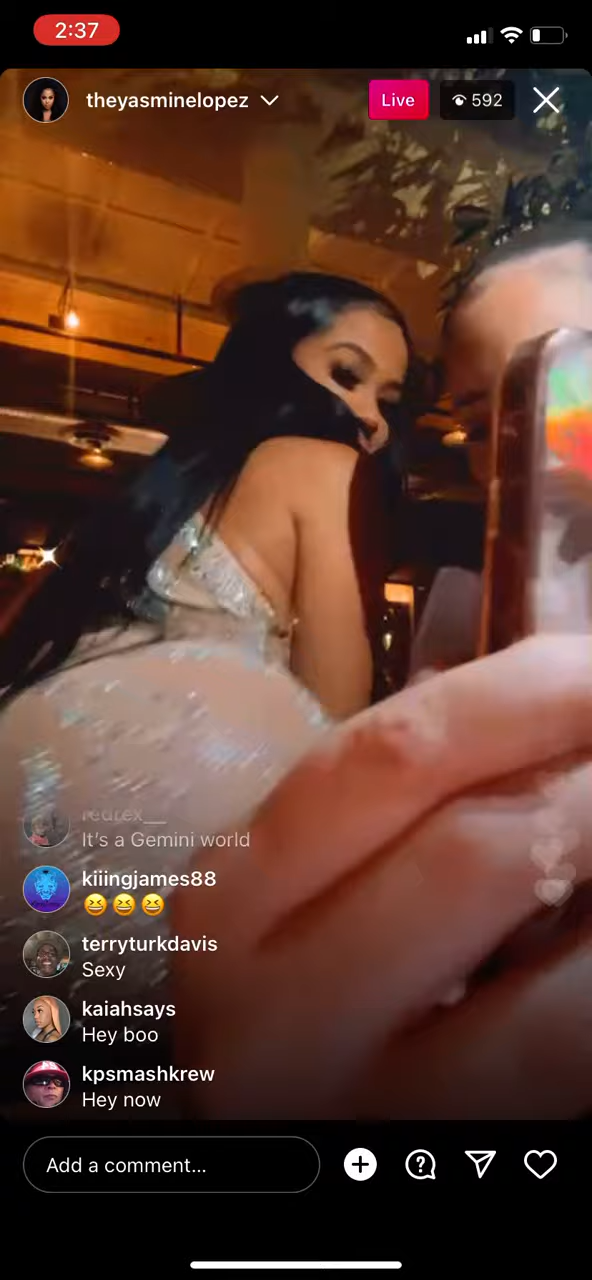 2:37
theyasminelopez
Live
592
redrex__
It's a Gemini world
kiiingjames88
😆😆😆
terryturkdavis
Sexy
kaiahsays
Hey boo
kpsmashkrew
Hey now
Add a comment...